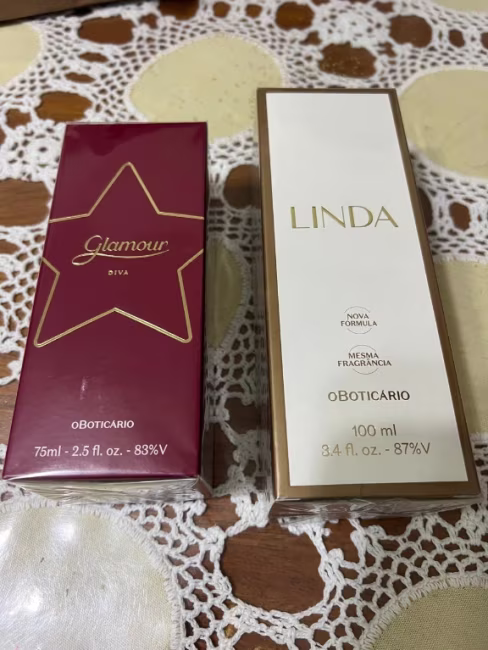 Glamour
DIVA
oBOTICÁRIO
75ml - 2.5 fl. oz. - 83%V
LINDA
NOVA
FÓRMULA
MESMA
FRAGRÂNCIA
oBOTICÁRIO
100 ml
3.4 fl. oz. - 87%V